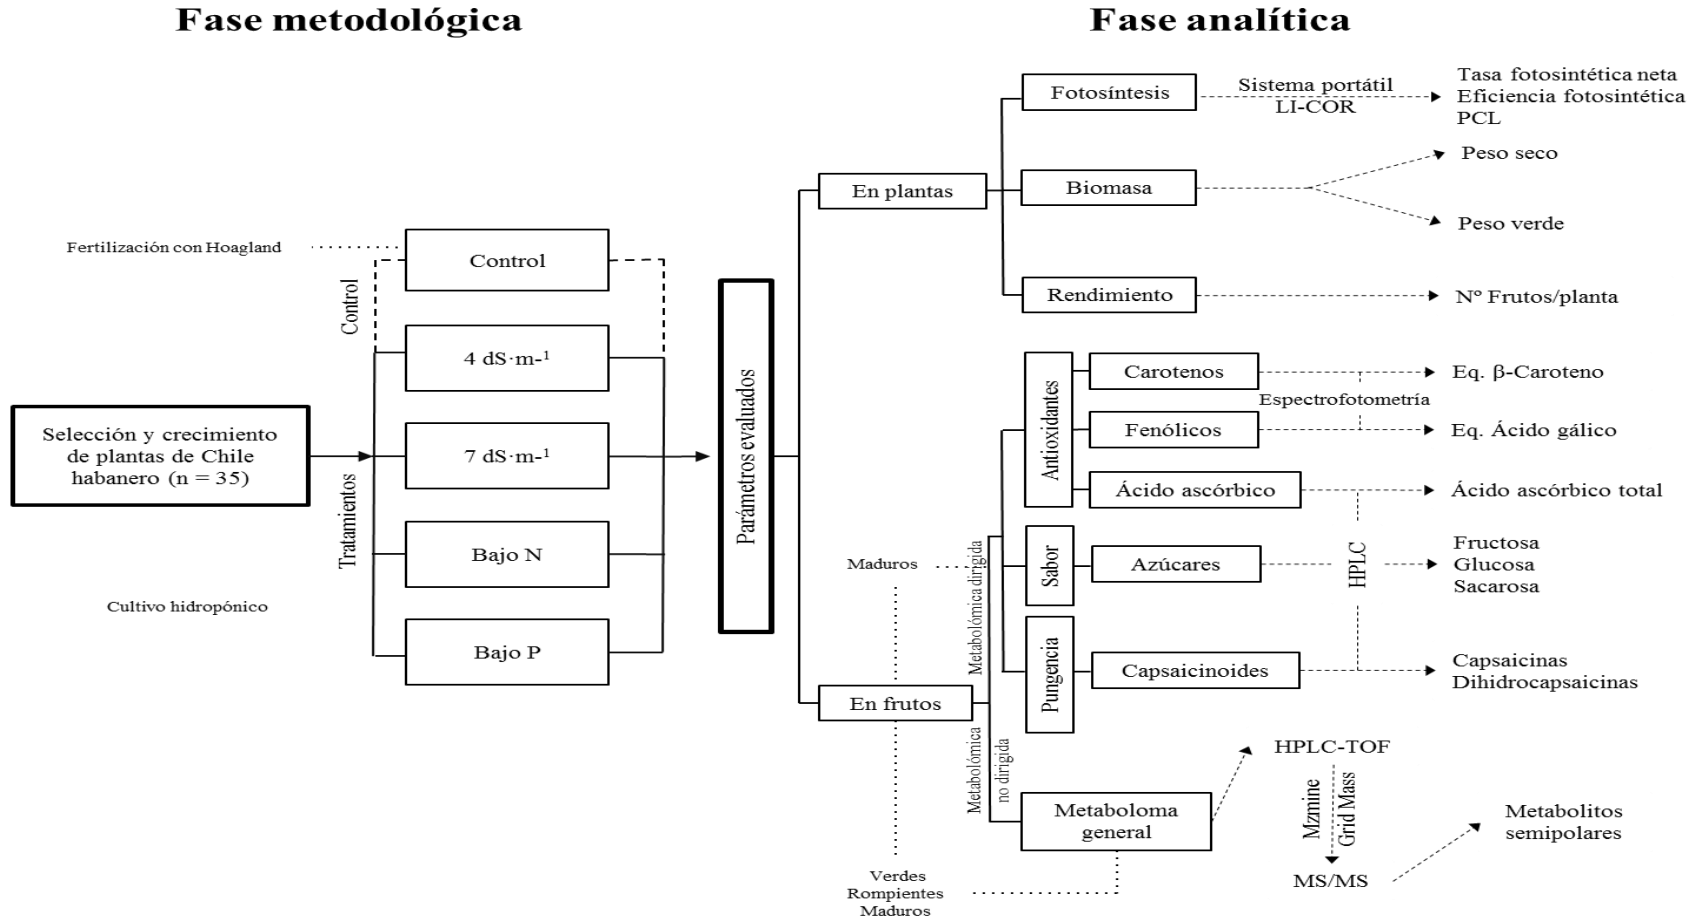 Fase metodológica
Fase analítica
Fertilización con Hoagland
Control
Control
4 dS·m-¹
7 dS·m-¹
Bajo N
Bajo P
Tratamientos
Selección y crecimiento
de plantas de Chile
habanero (n = 35)
Cultivo hidropónico
Parámetros evaluados
En plantas
Fotosíntesis
Sistema portátil
LI-COR
Tasa fotosintética neta
Eficiencia fotosintética
PCL
Biomasa
Peso seco
Peso verde
Rendimiento
Nº Frutos/planta
En frutos
Maduros
Metabolómica dirigida
Antioxidantes
Carotenos
Eq. β-Caroteno
Espectrofotometría
Fenólicos
Eq. Ácido gálico
Ácido ascórbico
Ácido ascórbico total
HPLC
Sabor
Azúcares
Fructosa
Glucosa
Sacarosa
Pungencia
Capsaicinoides
Capsaicinas
Dihidrocapsaicinas
Metabolómica
no dirigida
Metaboloma
general
HPLC-TOF
Mzmine
Grid Mass
MS/MS
Metabolitos
semipolares
Verdes
Rompientes
Maduros